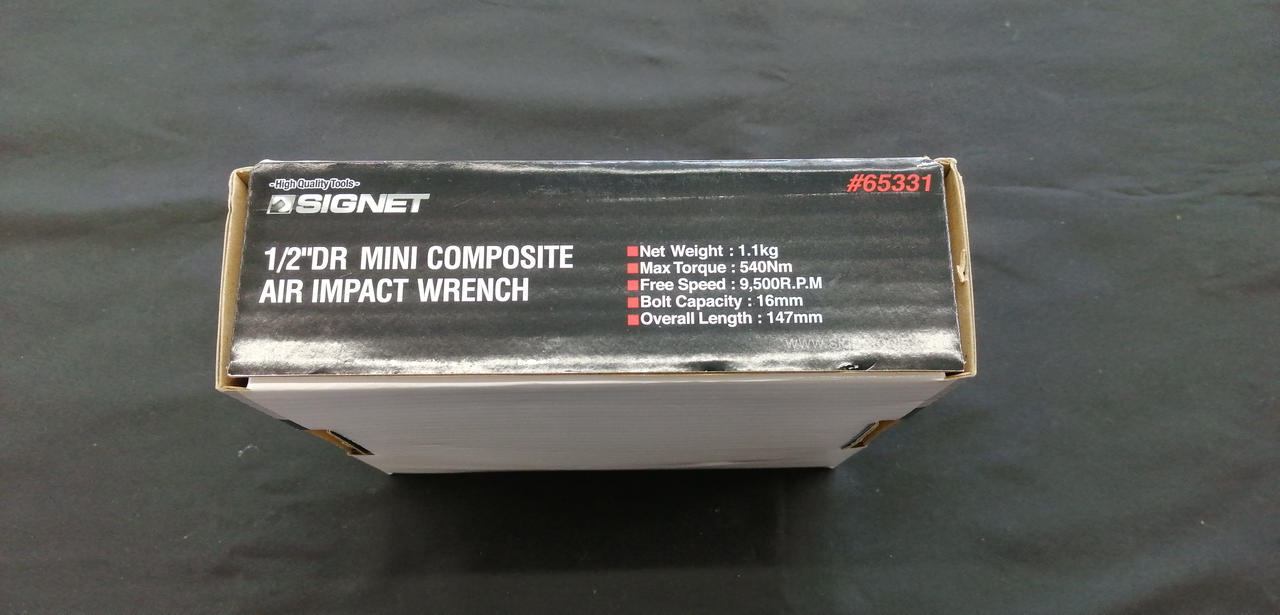 -High Quality Tools-
SIGNET
#65331
1/2"DR MINI COMPOSITE
AIR IMPACT WRENCH
Net Weight : 1.1kg
Max Torque : 540Nm
Free Speed : 9,500R.P.M
Bolt Capacity : 16mm
Overall Length : 147mm